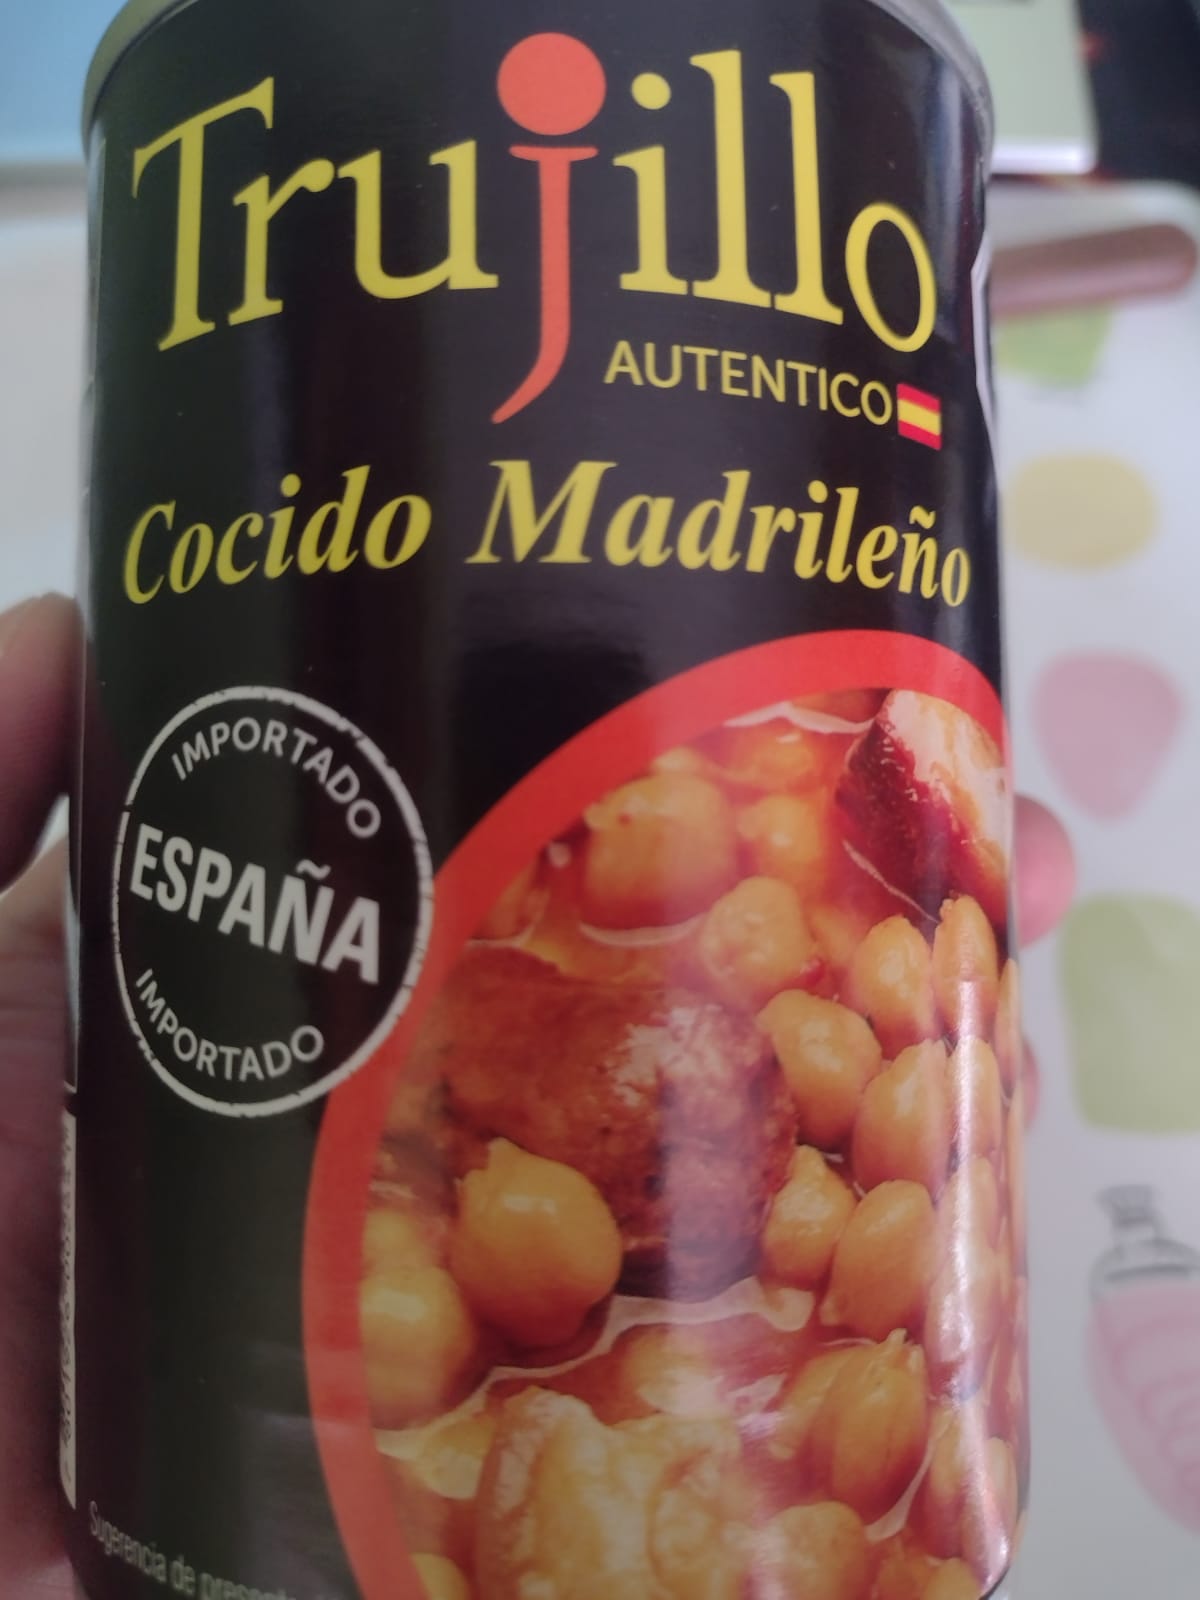 Trujillo
AUTENTICO
Cocido Madrileño
IMPORTADO
ESPAÑA
IMPORTADO
Sugerencia de